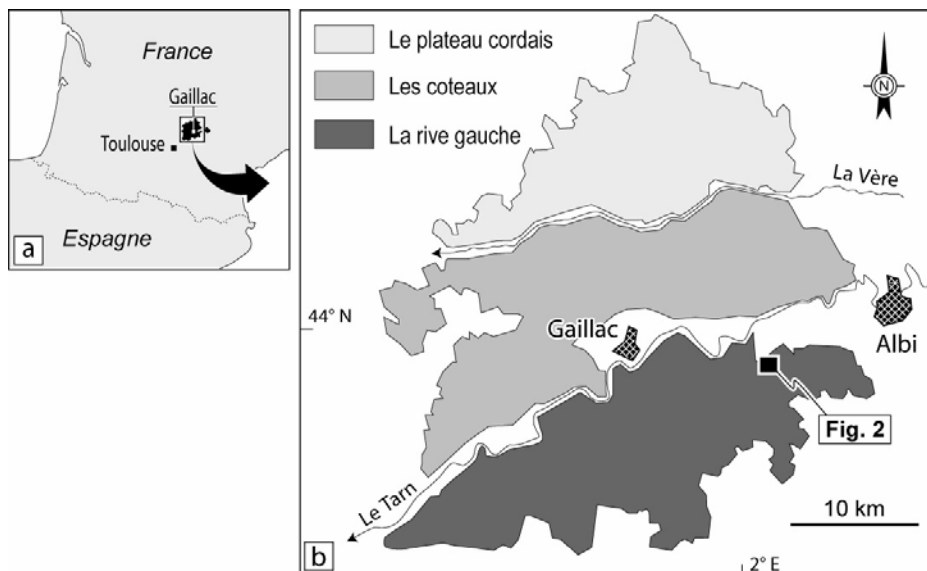 France
Gaillac
Toulouse
Espagne
a
Le plateau cordais
Les coteaux
La rive gauche
N
La Vère
44° N
Gaillac
Albi
Fig. 2
Le Tarn
10 km
b
2° E